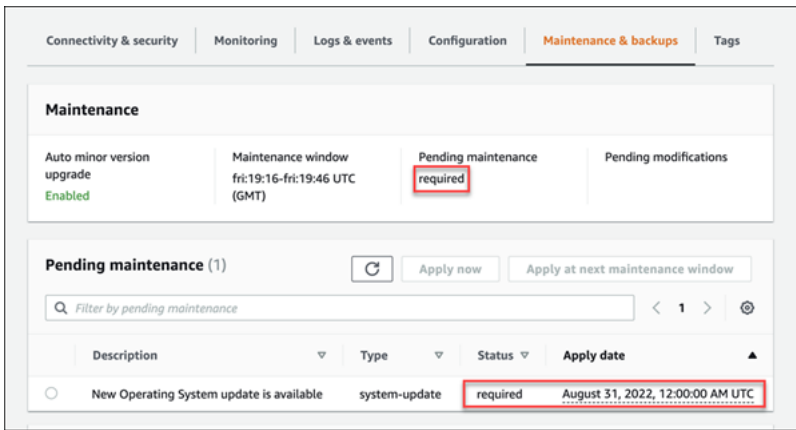 Connectivity & security
Monitoring
Logs & events
Configuration
Maintenance & backups
Tags
Maintenance
Auto minor version
upgrade
Enabled
Maintenance window
fri:19:16-fri:19:46 UTC
(GMT)
Pending maintenance
required
Pending modifications
Pending maintenance (1)
Apply now
Apply at next maintenance window
Filter by pending maintenance
1
Description
Type
Status
Apply date
New Operating System update is available
system-update
required
August 31, 2022, 12:00:00 AM UTC